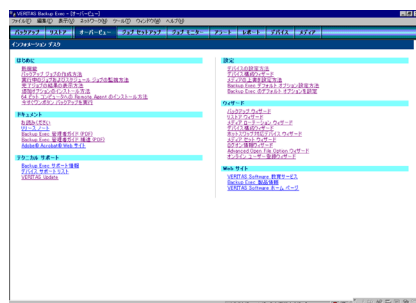 VERITAS Backup Exec - [オーバービュー]
ファイル(F) 編集(E) 表示(V) ネットワーク(N) ツール(T) ウィンドウ(W) ヘルプ(H)
バックアップ リストア オーバービュー ジョブ セットアップ ジョブ モニター アラート レポート デバイス メディア
インフォメーション デスク
はじめに
新機能
バックアップ ジョブの作成方法
実行中のジョブおよびスケジュール ジョブの監視方法
完了ジョブの結果の表示方法
追加オプションのインストール方法
64 ビット コンピュータへの Remote Agent のインストール方法
今すぐワンボタン バックアップを実行
ドキュメント
お読みください
リリース ノート
Backup Exec 管理者ガイド (PDF)
Backup Exec 管理者ガイド 補遺 (PDF)
Adobe® Acrobat® Web サイト
テクニカル サポート
Backup Exec サポート情報
デバイス サポートリスト
VERITAS Update
設定
デバイスの設定方法
デバイス構成ウィザード
メディアの上書き設定方法
Backup Exec デフォルト オプション設定方法
Backup Exec のデフォルト オプションを設定
ウィザード
バックアップ ウィザード
リストア ウィザード
メディア ローテーション ウィザード
デバイス構成ウィザード
ホットスワップ対応デバイス ウィザード
メディア セット ウィザード
ログイン情報ウィザード
Advanced Open File Option ウィザード
オンライン ユーザー登録ウィザード
Web サイト
VERITAS Software 教育サービス
Backup Exec 製品情報
VERITAS Software ホーム ページ